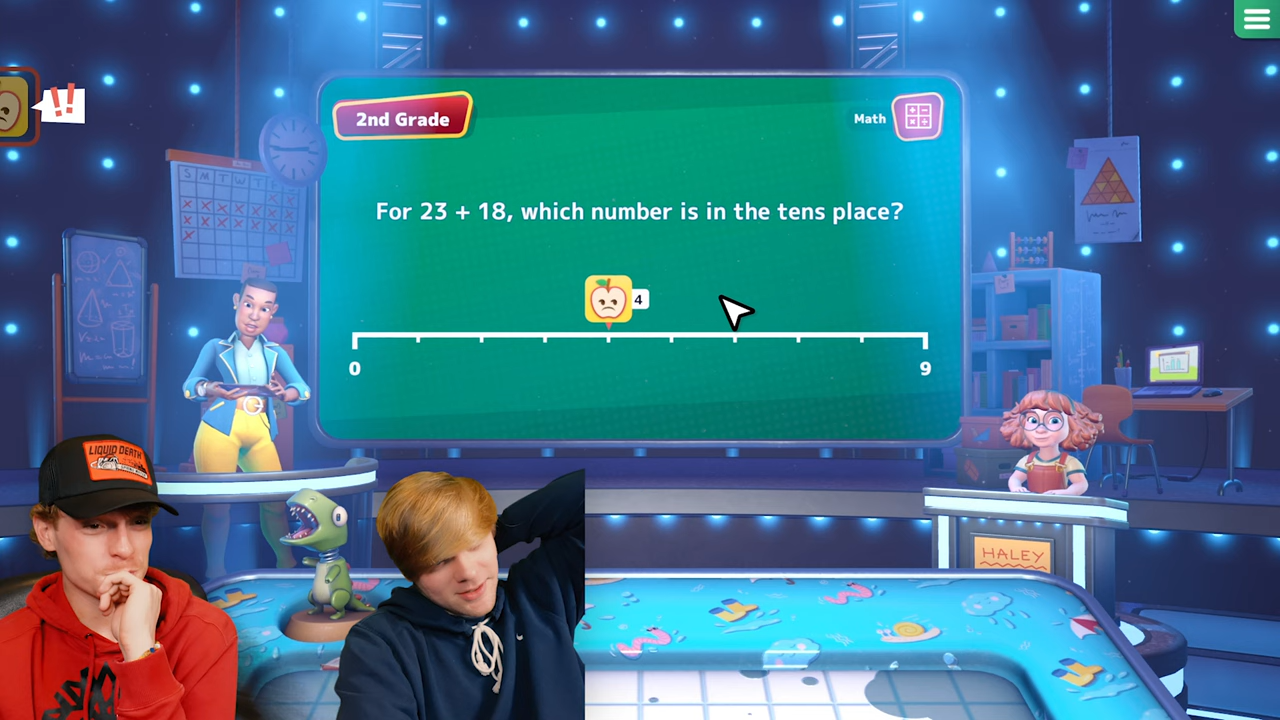 !!
2nd Grade
Math
For 23 + 18, which number is in the tens place?
4
0
9
S M T W T F S
LIQUID DEATH
HALEY